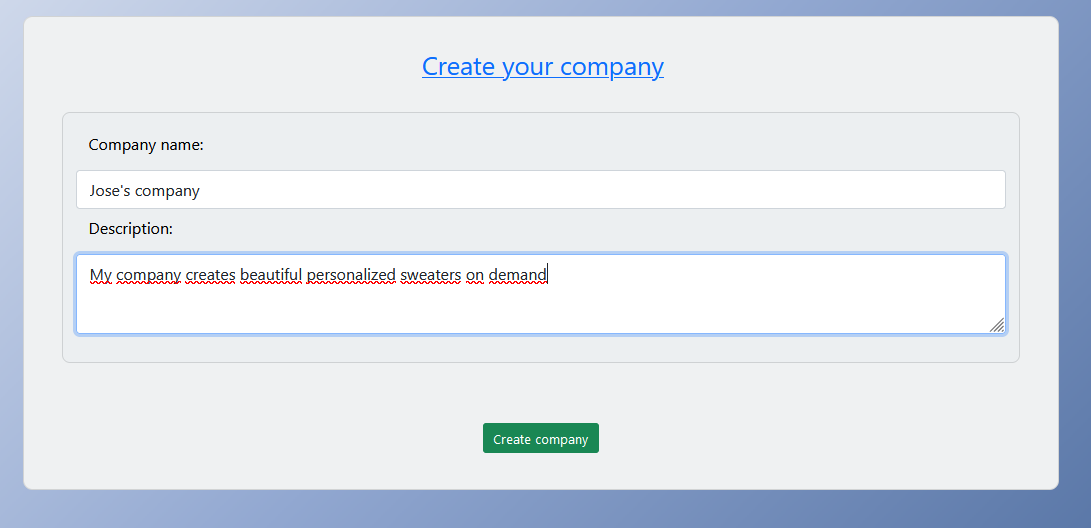 Create your company
Company name:
Jose's company
Description:
My company creates beautiful personalized sweaters on demand
Create company